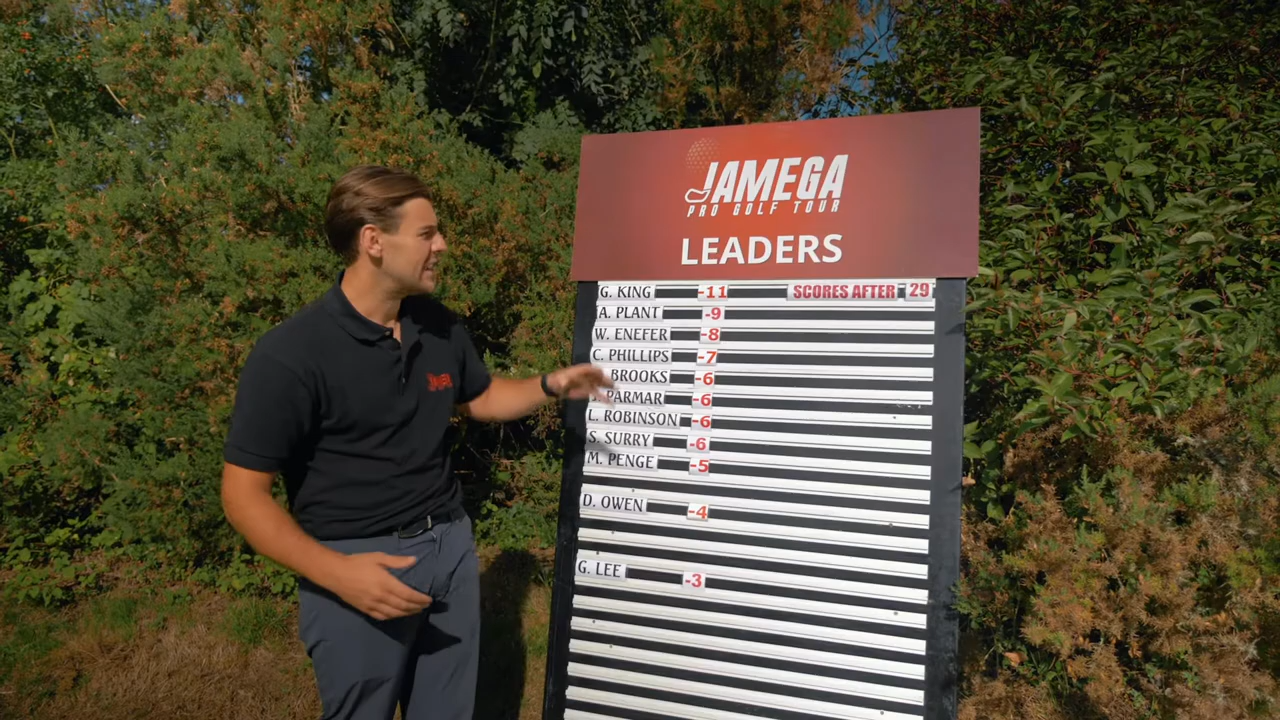 JAMEGA
PRO GOLF TOUR
LEADERS
G. KING -11 SCORES AFTER 29
A. PLANT -9
W. ENEFER -8
C. PHILLIPS -7
BROOKS -6
PARMAR -6
L. ROBINSON -6
S. SURRY -6
M. PENGE -5
D. OWEN -4
G. LEE -3